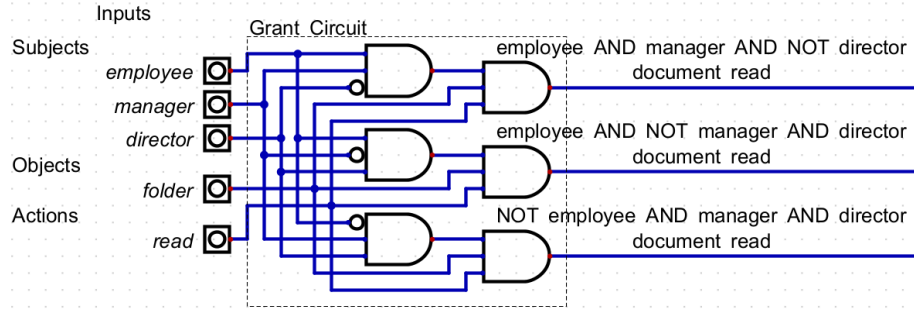 Inputs
Grant Circuit
Subjects
employee
manager
director
Objects
folder
Actions
read
employee AND manager AND NOT director
document read
employee AND NOT manager AND director
document read
NOT employee AND manager AND director
document read